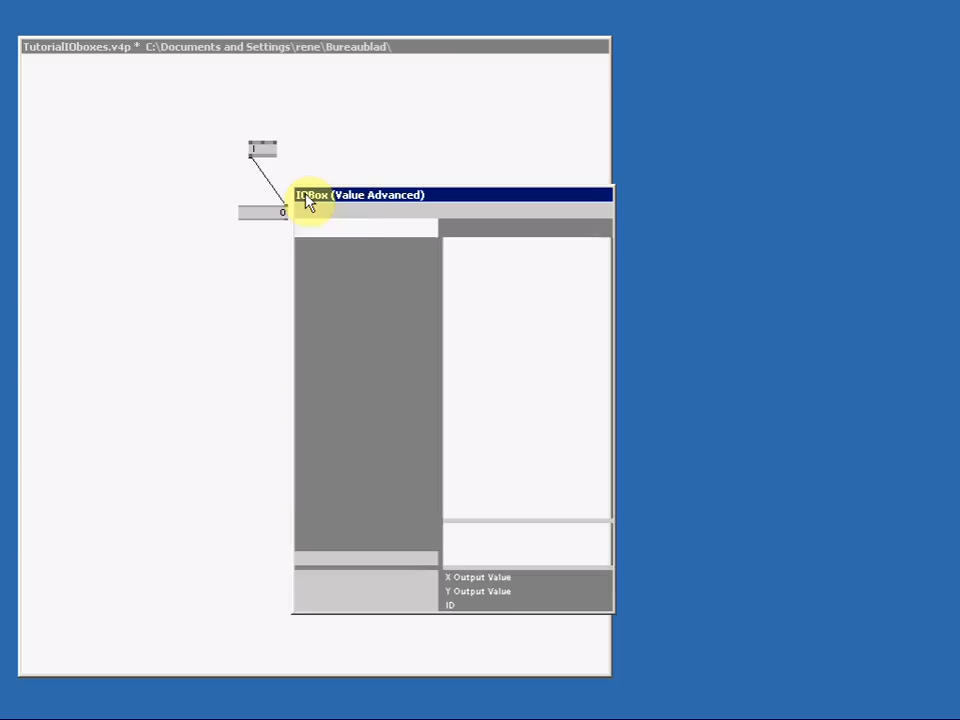 TutorialIOboxes.v4p * C:\Documents and Settings\rene\Bureaublad\
I
0
IOBox (Value Advanced)
X Output Value
Y Output Value
ID